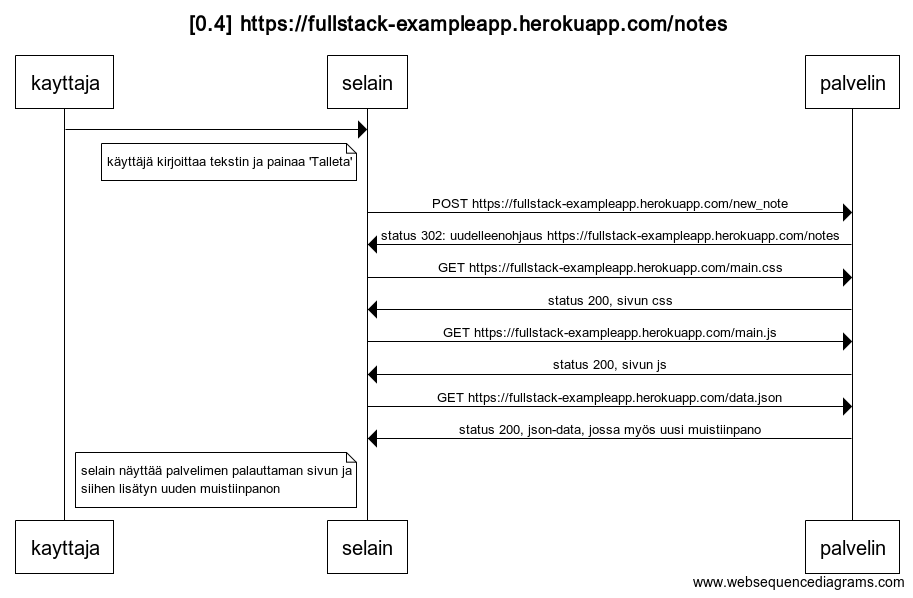 [0.4] https://fullstack-exampleapp.herokuapp.com/notes
kayttaja
selain
palvelin
käyttäjä kirjoittaa tekstin ja painaa 'Talleta'
POST https://fullstack-exampleapp.herokuapp.com/new_note
status 302: uudelleenohjaus https://fullstack-exampleapp.herokuapp.com/notes
GET https://fullstack-exampleapp.herokuapp.com/main.css
status 200, sivun css
GET https://fullstack-exampleapp.herokuapp.com/main.js
status 200, sivun js
GET https://fullstack-exampleapp.herokuapp.com/data.json
status 200, json-data, jossa myös uusi muistiinpano
selain näyttää palvelimen palauttaman sivun ja
siihen lisätyn uuden muistiinpanon
kayttaja
selain
palvelin
www.websequencediagrams.com